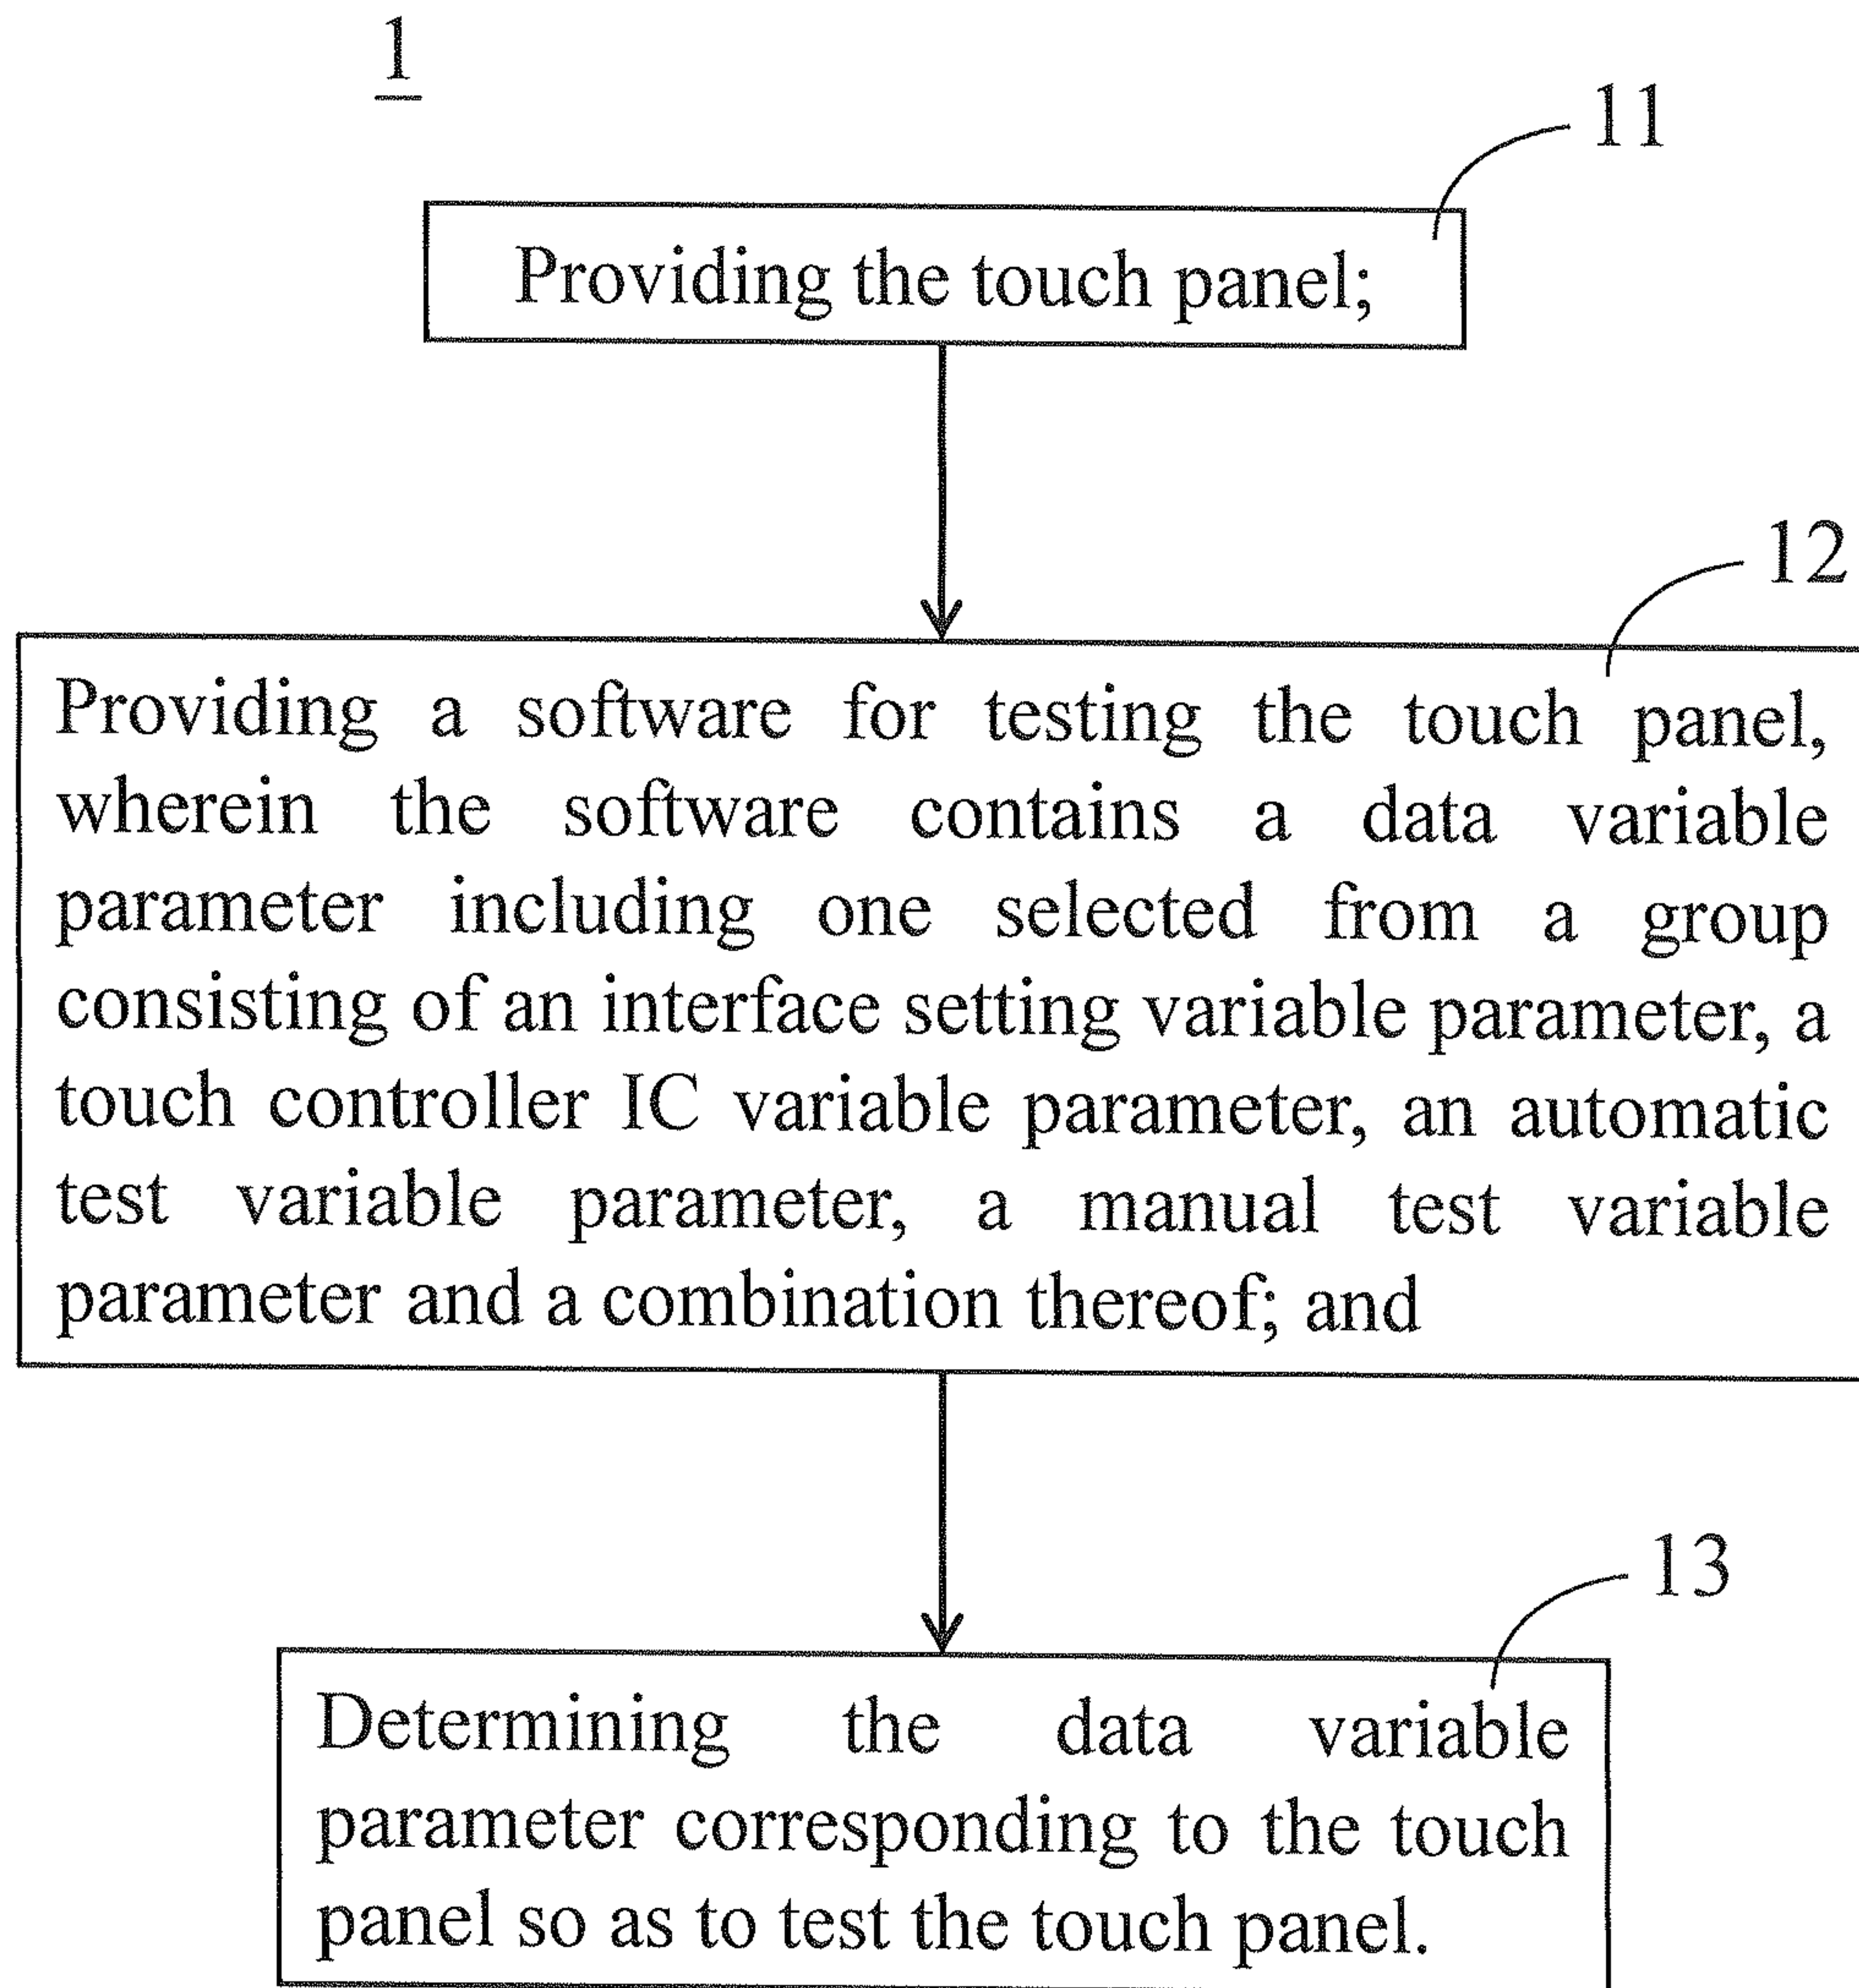 1
11
Providing the touch panel;
12
Providing a software for testing the touch panel,
wherein the software contains a data variable
parameter including one selected from a group
consisting of an interface setting variable parameter, a
touch controller IC variable parameter, an automatic
test variable parameter, a manual test variable
parameter and a combination thereof; and
13
Determining the data variable
parameter corresponding to the touch
panel so as to test the touch panel.